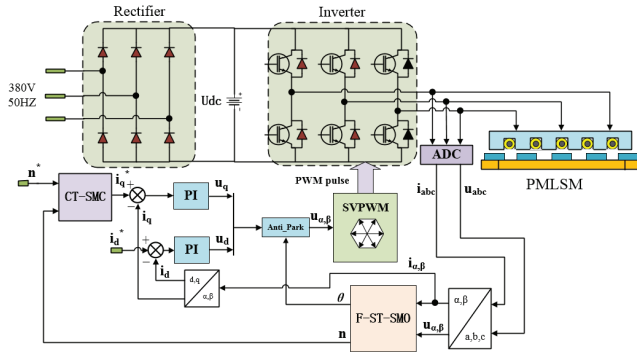 Rectifier
Inverter
380V
50HZ
Udc
ADC
PMLSM
n*
iq*
CT-SMC
PI
uq
iq
id*
PI
ud
id
Anti_Park
uα,β
PWM pulse
SVPWM
iabc
uabc
d,q
α,β
θ
iα,β
F-ST-SMO
uα,β
α,β
a,b,c
n